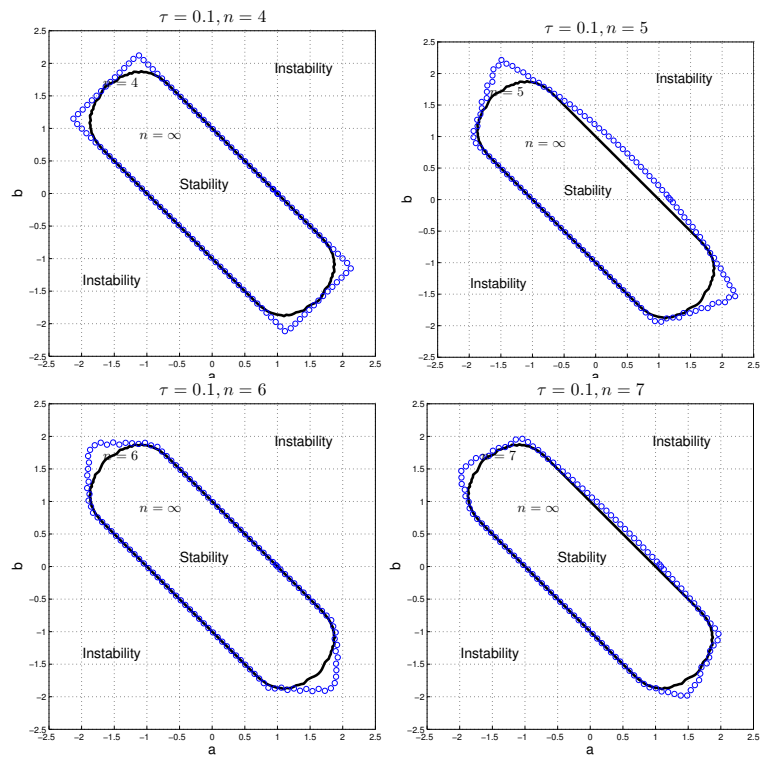 τ = 0.1, n = 4
2.5
2
1.5
1
0.5
0
−0.5
−1
−1.5
−2
−2.5
b
Instability
n = 4
n = ∞
Stability
Instability
−2.5 −2 −1.5 −1 −0.5 0 0.5 1 1.5 2 2.5
a
τ = 0.1, n = 5
2.5
2
1.5
1
0.5
0
−0.5
−1
−1.5
−2
−2.5
b
Instability
n = 5
n = ∞
Stability
Instability
−2.5 −2 −1.5 −1 −0.5 0 0.5 1 1.5 2 2.5
a
τ = 0.1, n = 6
2.5
2
1.5
1
0.5
0
−0.5
−1
−1.5
−2
−2.5
b
Instability
n = 6
n = ∞
Stability
Instability
−2.5 −2 −1.5 −1 −0.5 0 0.5 1 1.5 2 2.5
a
τ = 0.1, n = 7
2.5
2
1.5
1
0.5
0
−0.5
−1
−1.5
−2
−2.5
b
Instability
n = 7
n = ∞
Stability
Instability
−2.5 −2 −1.5 −1 −0.5 0 0.5 1 1.5 2 2.5
a